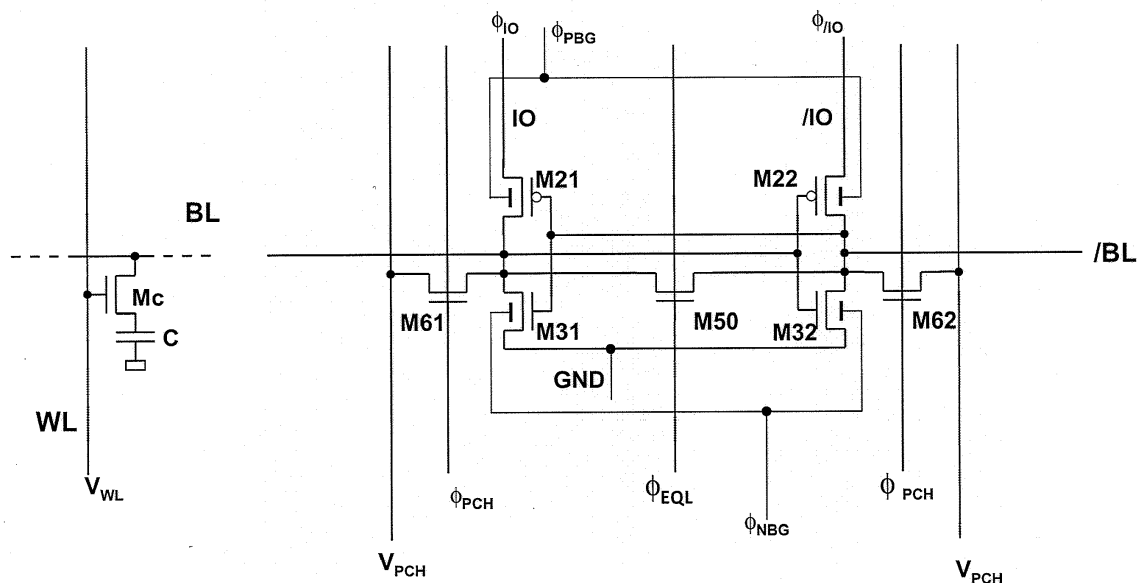 ϕIO
ϕPBG
ϕ/IO
IO
/IO
M21
M22
BL
/BL
Mc
C
M61
M31
M50
M32
M62
GND
WL
VWL
ϕPCH
ϕEQL
ϕNBG
ϕPCH
VPCH
VPCH